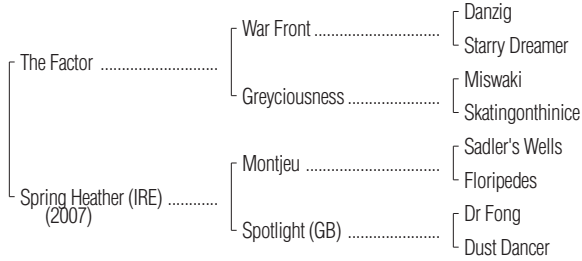 Danzig
War Front ..............................
Starry Dreamer
The Factor ............................
Miswaki
Greyciousness ......................
Skatingonthinice
Sadler's Wells
Montjeu ................................
Floripedes
Spring Heather (IRE) ............
(2007)
Dr Fong
Spotlight (GB) ......................
Dust Dancer